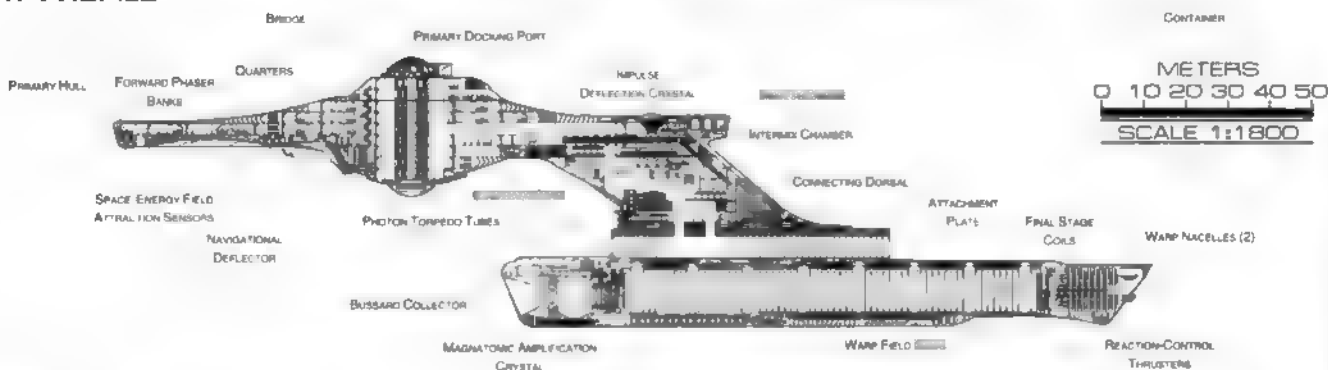 BRIDGE
CONTAINER
PRIMARY DOCKING PORT
PRIMARY HULL
FORWARD PHASER
BANKS
QUARTERS
IMPULSE
DEFLECTION CRYSTAL
METERS
0 10 20 30 40 50
SCALE 1:1800
INTERMIX CHAMBER
CONNECTING DORSAL
SPACE ENERGY FIELD
ATTRACTION SENSORS
NAVIGATIONAL
DEFLECTOR
PHOTON TORPEDO TUBES
ATTACHMENT
PLATE
FINAL STAGE
COILS
WARP NACELLES (2)
BUSSARD COLLECTOR
MAGNATOMIC AMPLIFICATION
CRYSTAL
WARP FIELD
REACTION-CONTROL
THRUSTERS